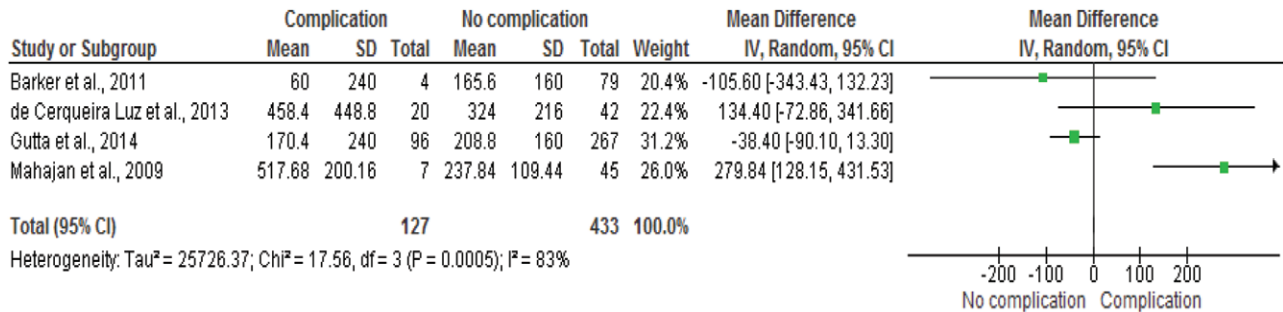 Complication No complication Mean Difference Mean Difference
Study or Subgroup Mean SD Total Mean SD Total Weight IV, Random, 95% CI IV, Random, 95% CI
Barker et al., 2011 60 240 4 165.6 160 79 20.4% -105.60 [-343.43, 132.23]
de Cerqueira Luz et al., 2013 458.4 448.8 20 324 216 42 22.4% 134.40 [-72.86, 341.66]
Gutta et al., 2014 170.4 240 96 208.8 160 267 31.2% -38.40 [-90.10, 13.30]
Mahajan et al., 2009 517.68 200.16 7 237.84 109.44 45 26.0% 279.84 [128.15, 431.53]
Total (95% CI) 127 433 100.0%
Heterogeneity: Tau² = 25726.37; Chi² = 17.56, df = 3 (P = 0.0005); I² = 83%
-200 -100 0 100 200
No complication Complication